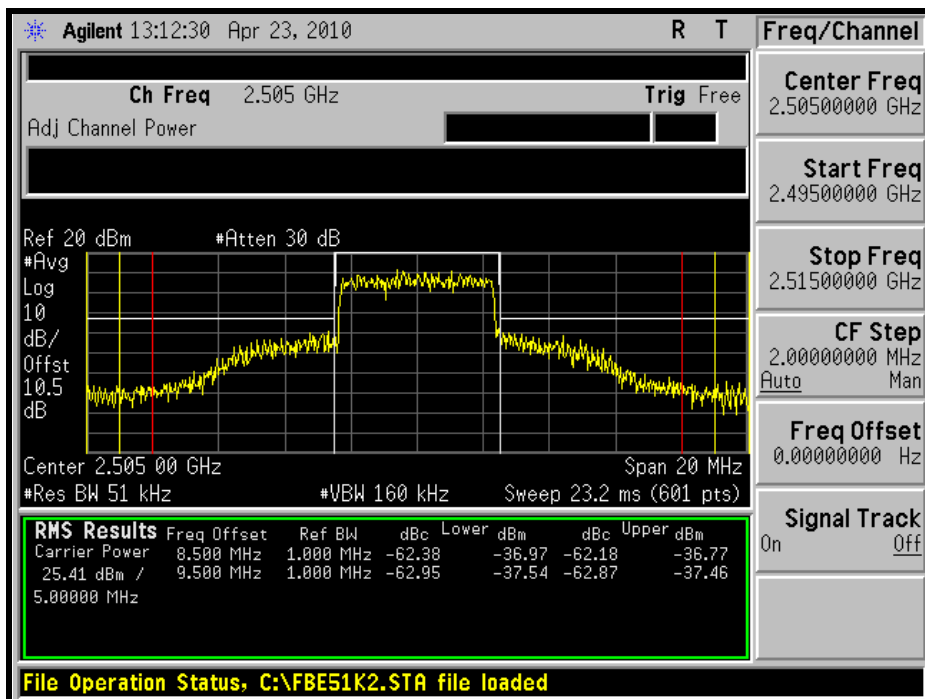 Agilent 13:12:30 Apr 23, 2010 R T
Freq/Channel
Ch Freq 2.505 GHz Trig Free
Adj Channel Power
Center Freq
2.50500000 GHz
Start Freq
2.49500000 GHz
Stop Freq
2.51500000 GHz
CF Step
2.00000000 MHz
Auto Man
Freq Offset
0.00000000 Hz
Signal Track
On Off
Ref 20 dBm #Atten 30 dB
#Avg
Log
10
dB/
Offst
10.5
dB
Center 2.505 00 GHz Span 20 MHz
#Res BW 51 kHz #VBW 160 kHz Sweep 23.2 ms (601 pts)
RMS Results Freq Offset Ref BW dBc Lower dBm dBc Upper dBm
Carrier Power 8.500 MHz 1.000 MHz -62.38 -36.97 -62.18 -36.77
25.41 dBm / 9.500 MHz 1.000 MHz -62.95 -37.54 -62.87 -37.46
5.00000 MHz
File Operation Status, C:\FBE51K2.STA file loaded